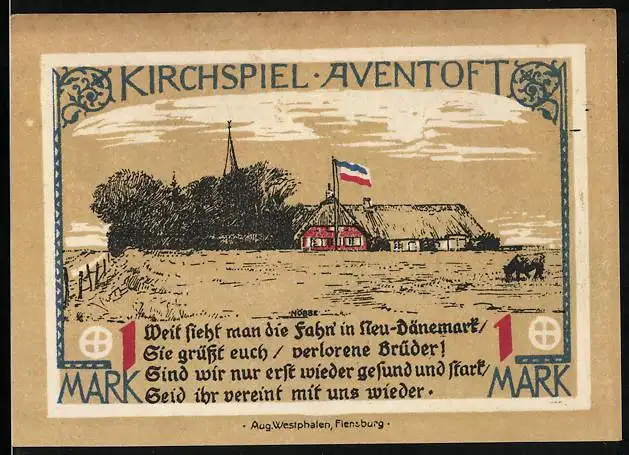 KIRCHSPIEL · AVENTOFT
NÖBBE
1 MARK
1 MARK
Weit sieht man die Fahn' in Neu-Dänemark/
Sie grüßt euch / verlorene Brüder!
Sind wir nur erst wieder gesund und stark/
Seid ihr vereint mit uns wieder ·
· Aug. Westphalen, Flensburg ·